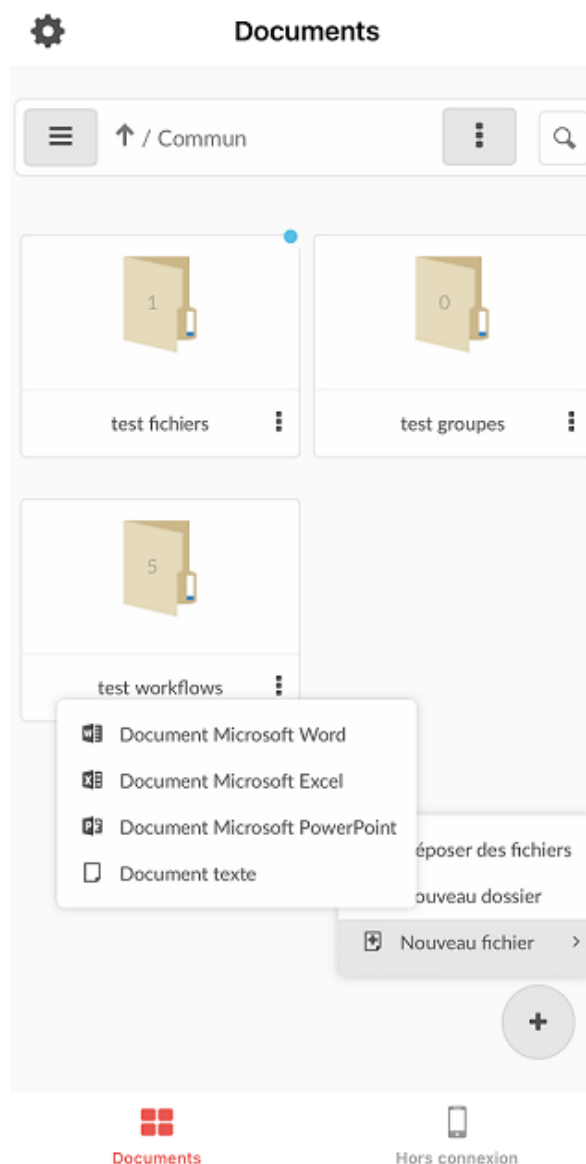 Documents
/ Commun
1
0
test fichiers
test groupes
5
test workflows
Document Microsoft Word
Document Microsoft Excel
Document Microsoft PowerPoint
Document texte
époser des fichiers
ouveau dossier
Nouveau fichier
Documents
Hors connexion